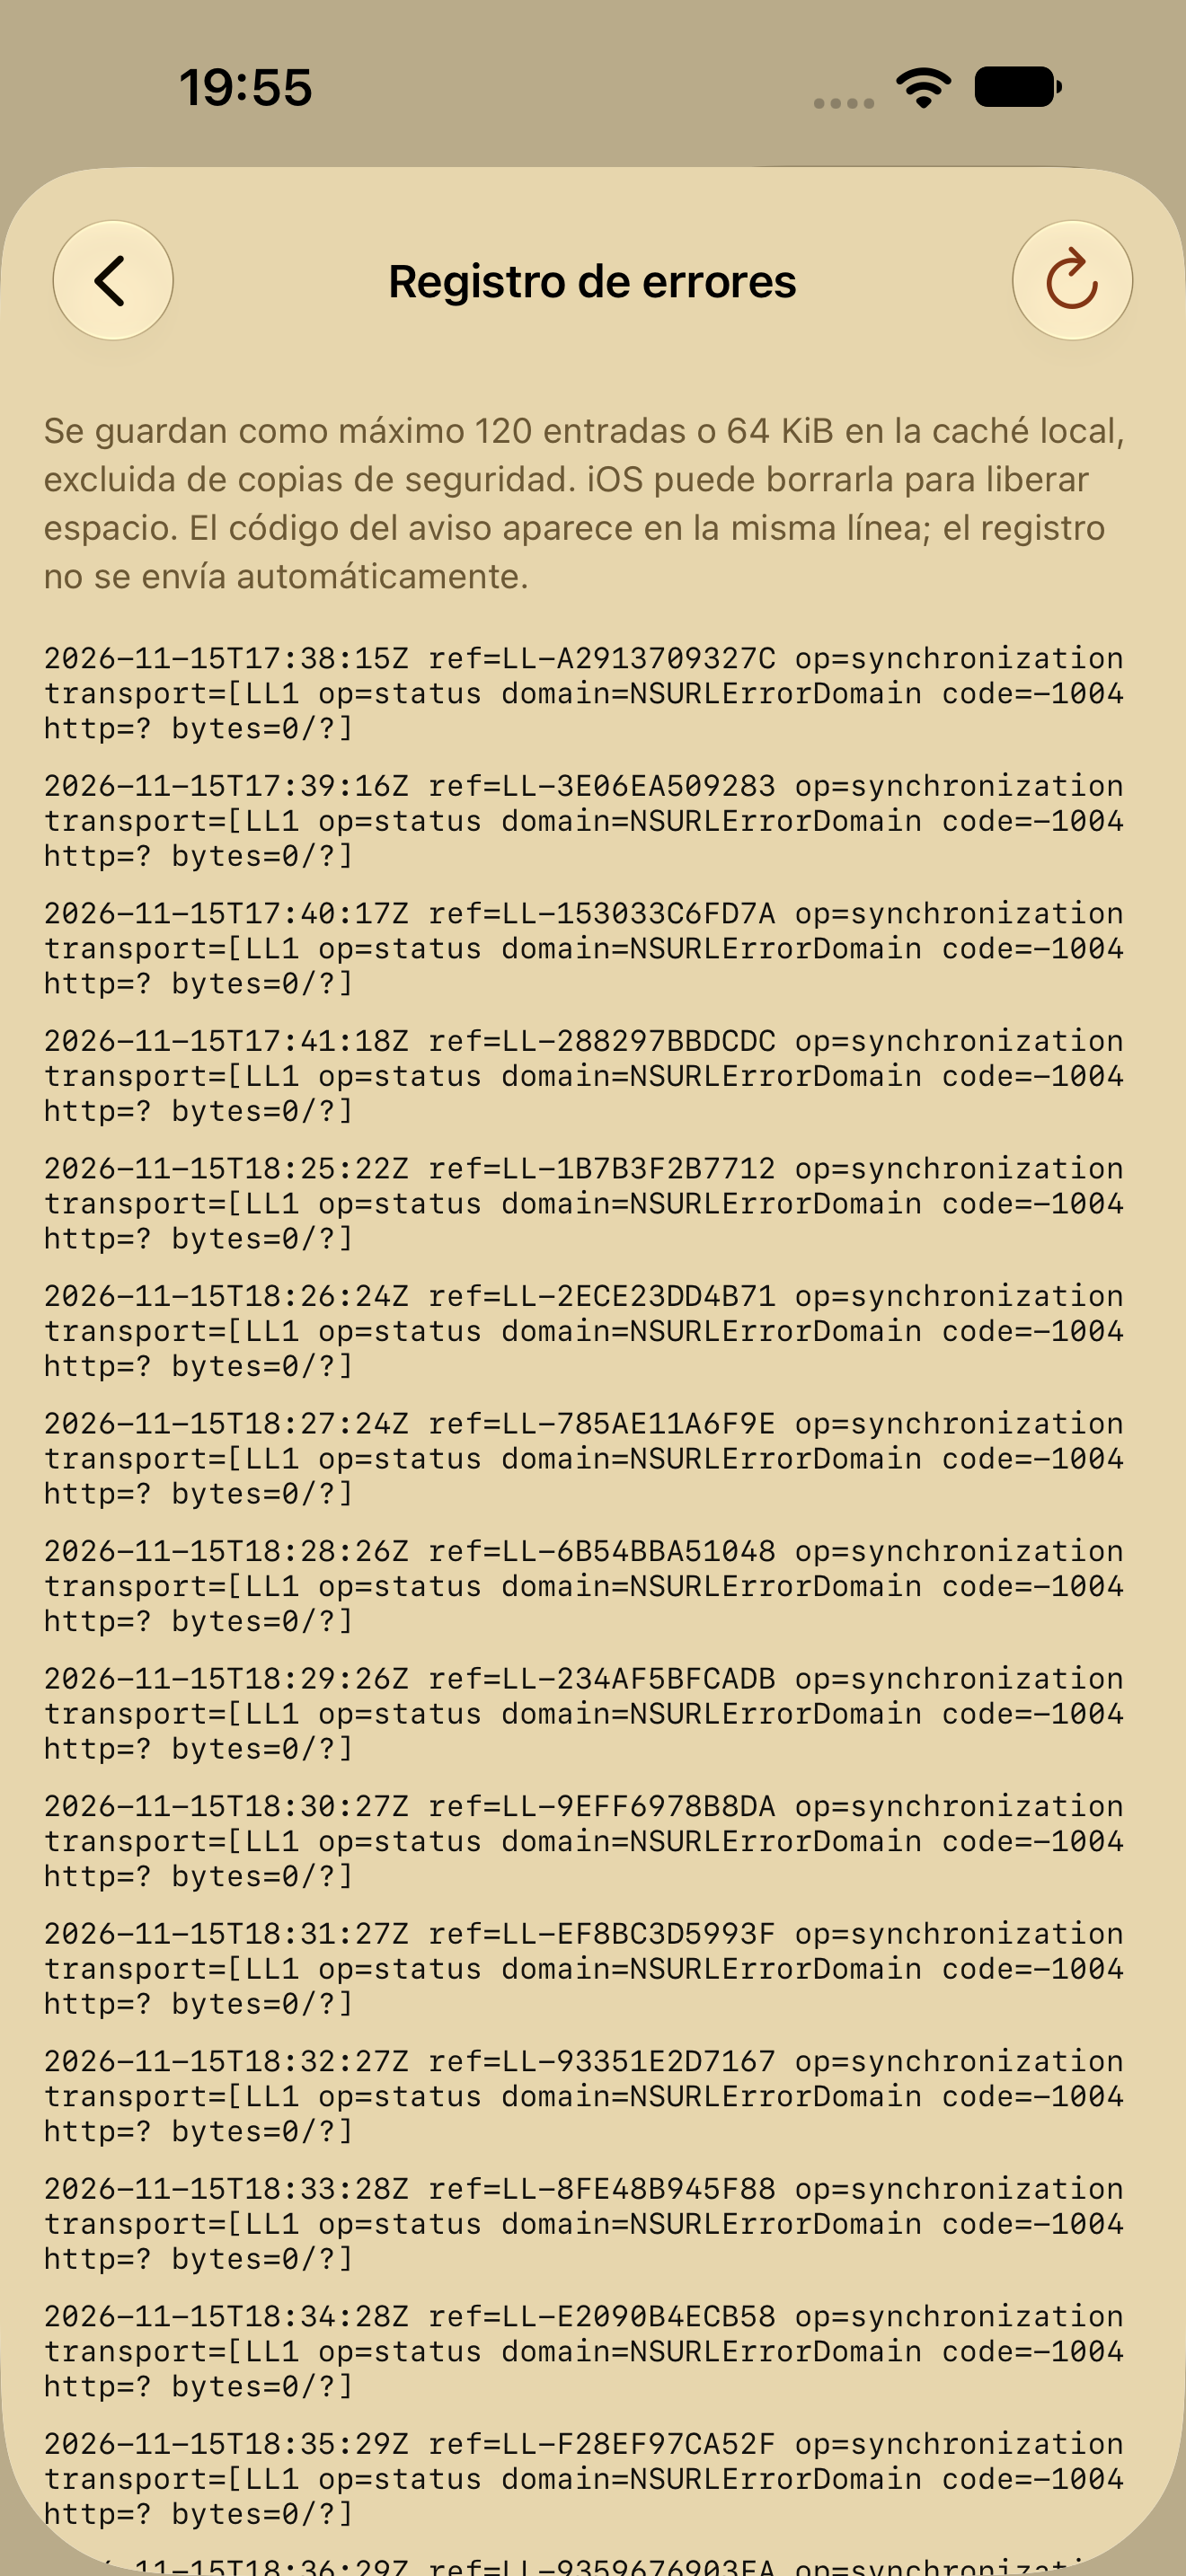 19:55
Registro de errores
Se guardan como máximo 120 entradas o 64 KiB en la caché local,
excluida de copias de seguridad. iOS puede borrarla para liberar
espacio. El código del aviso aparece en la misma línea; el registro
no se envía automáticamente.
2026-11-15T17:38:15Z ref=LL-A2913709327C op=synchronization
transport=[LL1 op=status domain=NSURLErrorDomain code=-1004
http=? bytes=0/?]
2026-11-15T17:39:16Z ref=LL-3E06EA509283 op=synchronization
transport=[LL1 op=status domain=NSURLErrorDomain code=-1004
http=? bytes=0/?]
2026-11-15T17:40:17Z ref=LL-153033C6FD7A op=synchronization
transport=[LL1 op=status domain=NSURLErrorDomain code=-1004
http=? bytes=0/?]
2026-11-15T17:41:18Z ref=LL-288297BBDCDC op=synchronization
transport=[LL1 op=status domain=NSURLErrorDomain code=-1004
http=? bytes=0/?]
2026-11-15T18:25:22Z ref=LL-1B7B3F2B7712 op=synchronization
transport=[LL1 op=status domain=NSURLErrorDomain code=-1004
http=? bytes=0/?]
2026-11-15T18:26:24Z ref=LL-2ECE23DD4B71 op=synchronization
transport=[LL1 op=status domain=NSURLErrorDomain code=-1004
http=? bytes=0/?]
2026-11-15T18:27:24Z ref=LL-785AE11A6F9E op=synchronization
transport=[LL1 op=status domain=NSURLErrorDomain code=-1004
http=? bytes=0/?]
2026-11-15T18:28:26Z ref=LL-6B54BBA51048 op=synchronization
transport=[LL1 op=status domain=NSURLErrorDomain code=-1004
http=? bytes=0/?]
2026-11-15T18:29:26Z ref=LL-234AF5BFCADB op=synchronization
transport=[LL1 op=status domain=NSURLErrorDomain code=-1004
http=? bytes=0/?]
2026-11-15T18:30:27Z ref=LL-9EFF6978B8DA op=synchronization
transport=[LL1 op=status domain=NSURLErrorDomain code=-1004
http=? bytes=0/?]
2026-11-15T18:31:27Z ref=LL-EF8BC3D5993F op=synchronization
transport=[LL1 op=status domain=NSURLErrorDomain code=-1004
http=? bytes=0/?]
2026-11-15T18:32:27Z ref=LL-93351E2D7167 op=synchronization
transport=[LL1 op=status domain=NSURLErrorDomain code=-1004
http=? bytes=0/?]
2026-11-15T18:33:28Z ref=LL-8FE48B945F88 op=synchronization
transport=[LL1 op=status domain=NSURLErrorDomain code=-1004
http=? bytes=0/?]
2026-11-15T18:34:28Z ref=LL-E2090B4ECB58 op=synchronization
transport=[LL1 op=status domain=NSURLErrorDomain code=-1004
http=? bytes=0/?]
2026-11-15T18:35:29Z ref=LL-F28EF97CA52F op=synchronization
transport=[LL1 op=status domain=NSURLErrorDomain code=-1004
http=? bytes=0/?]